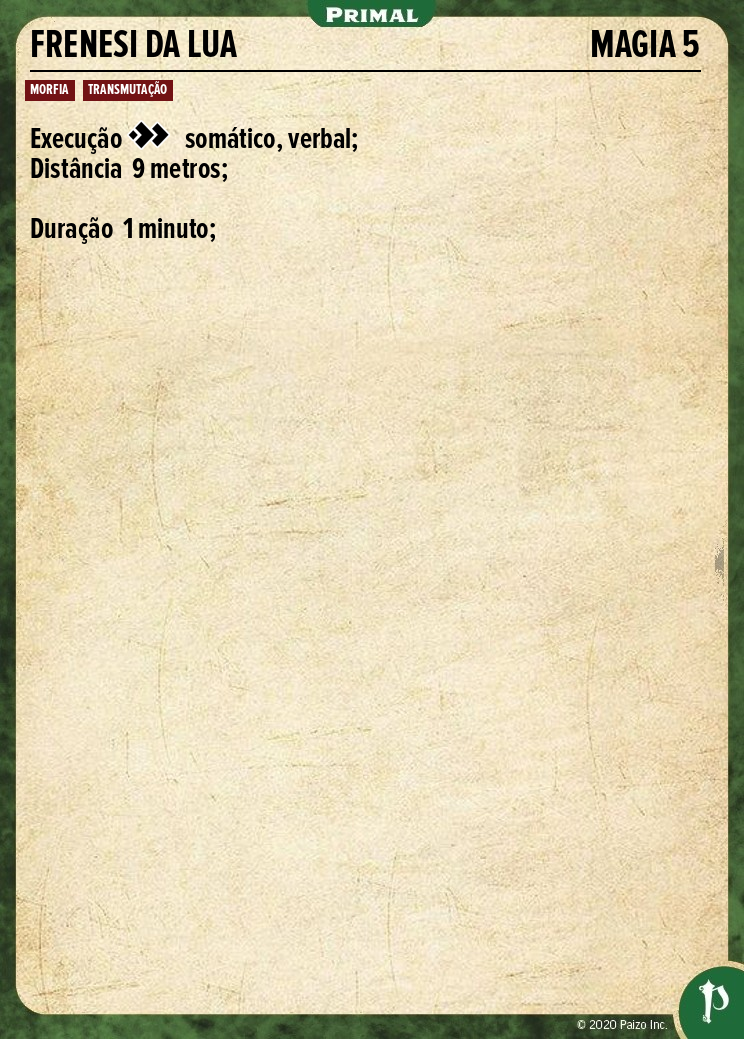 PRIMAL
FRENESI DA LUA MAGIA 5
MORFIA TRANSMUTAÇÃO
Execução somático, verbal;
Distância 9 metros;
Duração 1 minuto;
© 2020 Paizo Inc.